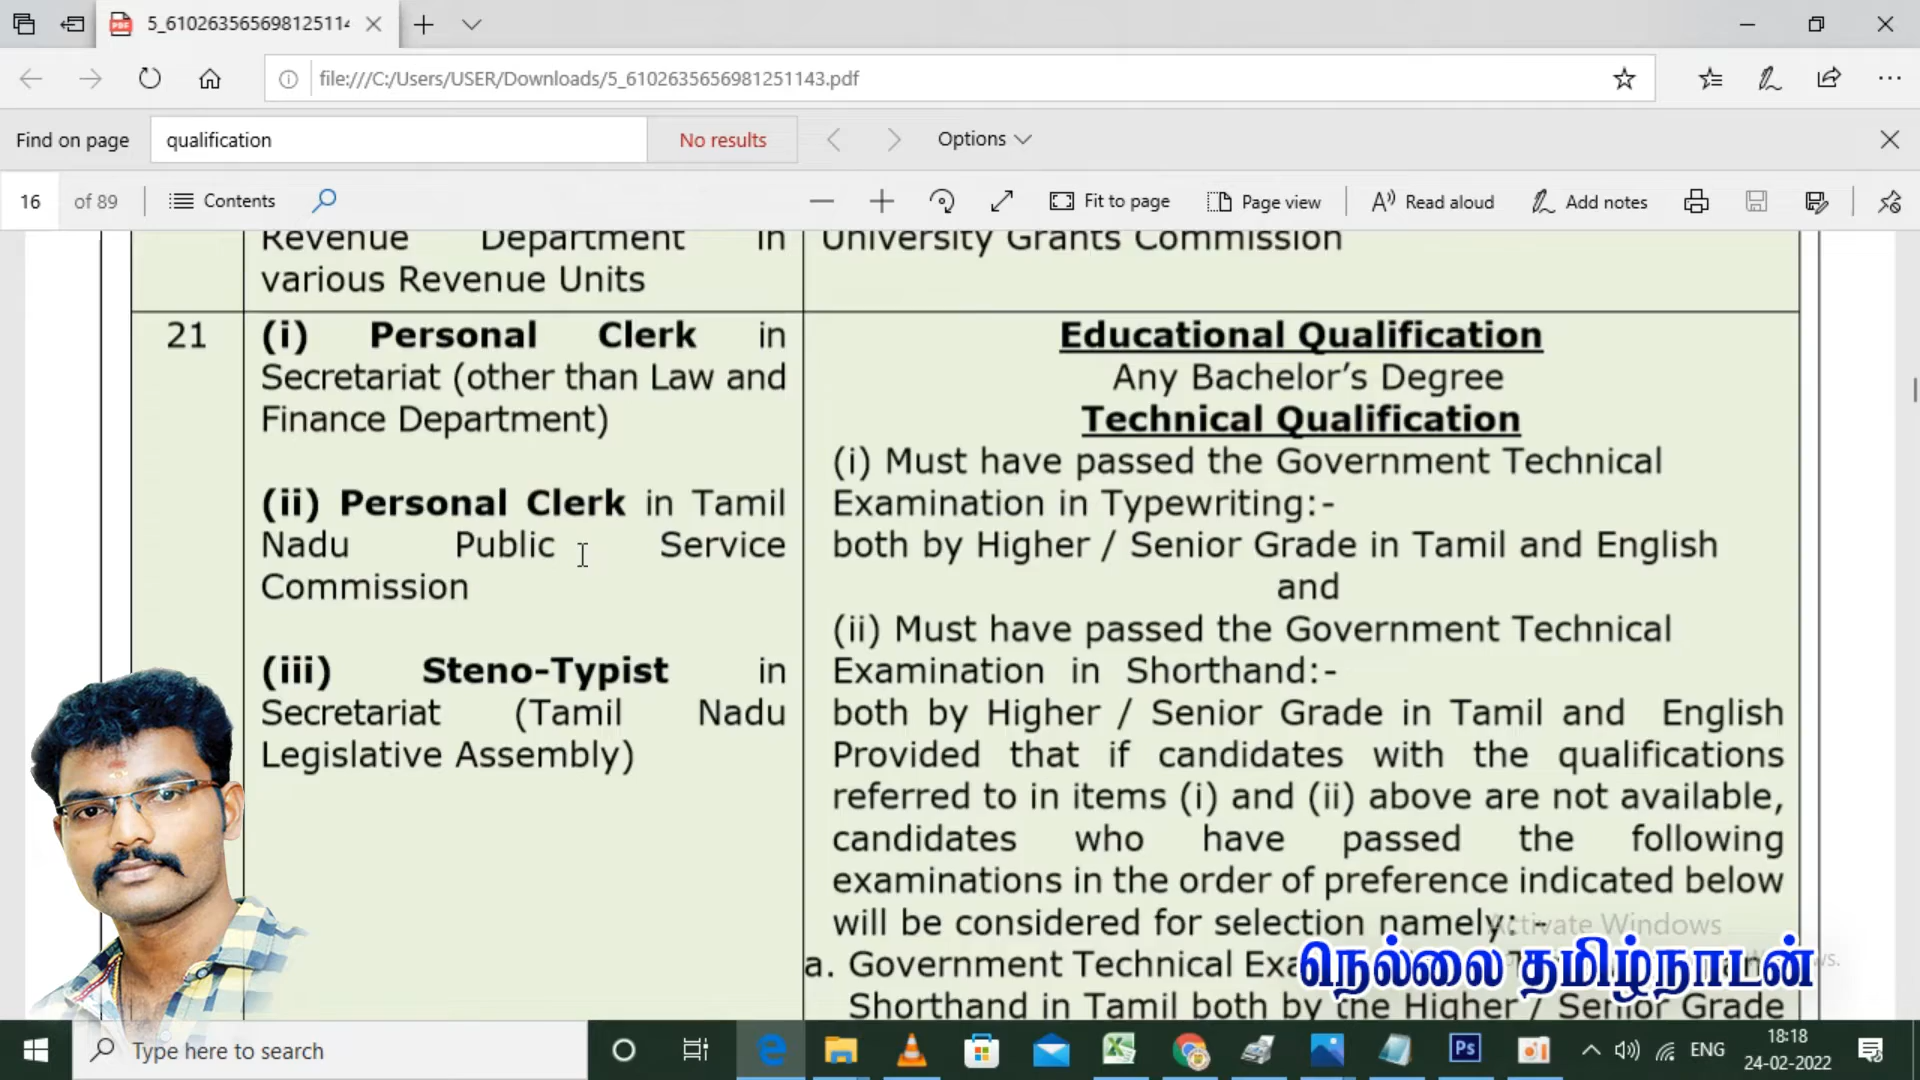 5_6102635656981251114
file:///C:/Users/USER/Downloads/5_6102635656981251143.pdf
Find on page
qualification
No results
Options
16 of 89
Contents
Fit to page
Page view
Read aloud
Add notes
Revenue Department in
various Revenue Units
University Grants Commission
21
(i) Personal Clerk in
Secretariat (other than Law and
Finance Department)
(ii) Personal Clerk in Tamil
Nadu Public Service
Commission
(iii) Steno-Typist in
Secretariat (Tamil Nadu
Legislative Assembly)
Educational Qualification
Any Bachelor's Degree
Technical Qualification
(i) Must have passed the Government Technical
Examination in Typewriting:-
both by Higher / Senior Grade in Tamil and English
and
(ii) Must have passed the Government Technical
Examination in Shorthand:-
both by Higher / Senior Grade in Tamil and English
Provided that if candidates with the qualifications
referred to in items (i) and (ii) above are not available,
candidates who have passed the following
examinations in the order of preference indicated below
will be considered for selection namely: -
Activate Windows
a. Government Technical
Shorthand in Tamil both by the Higher / Senior Grade
நெல்லை தமிழ்நாடன்
Type here to search
Ps
ENG
18:18
24-02-2022